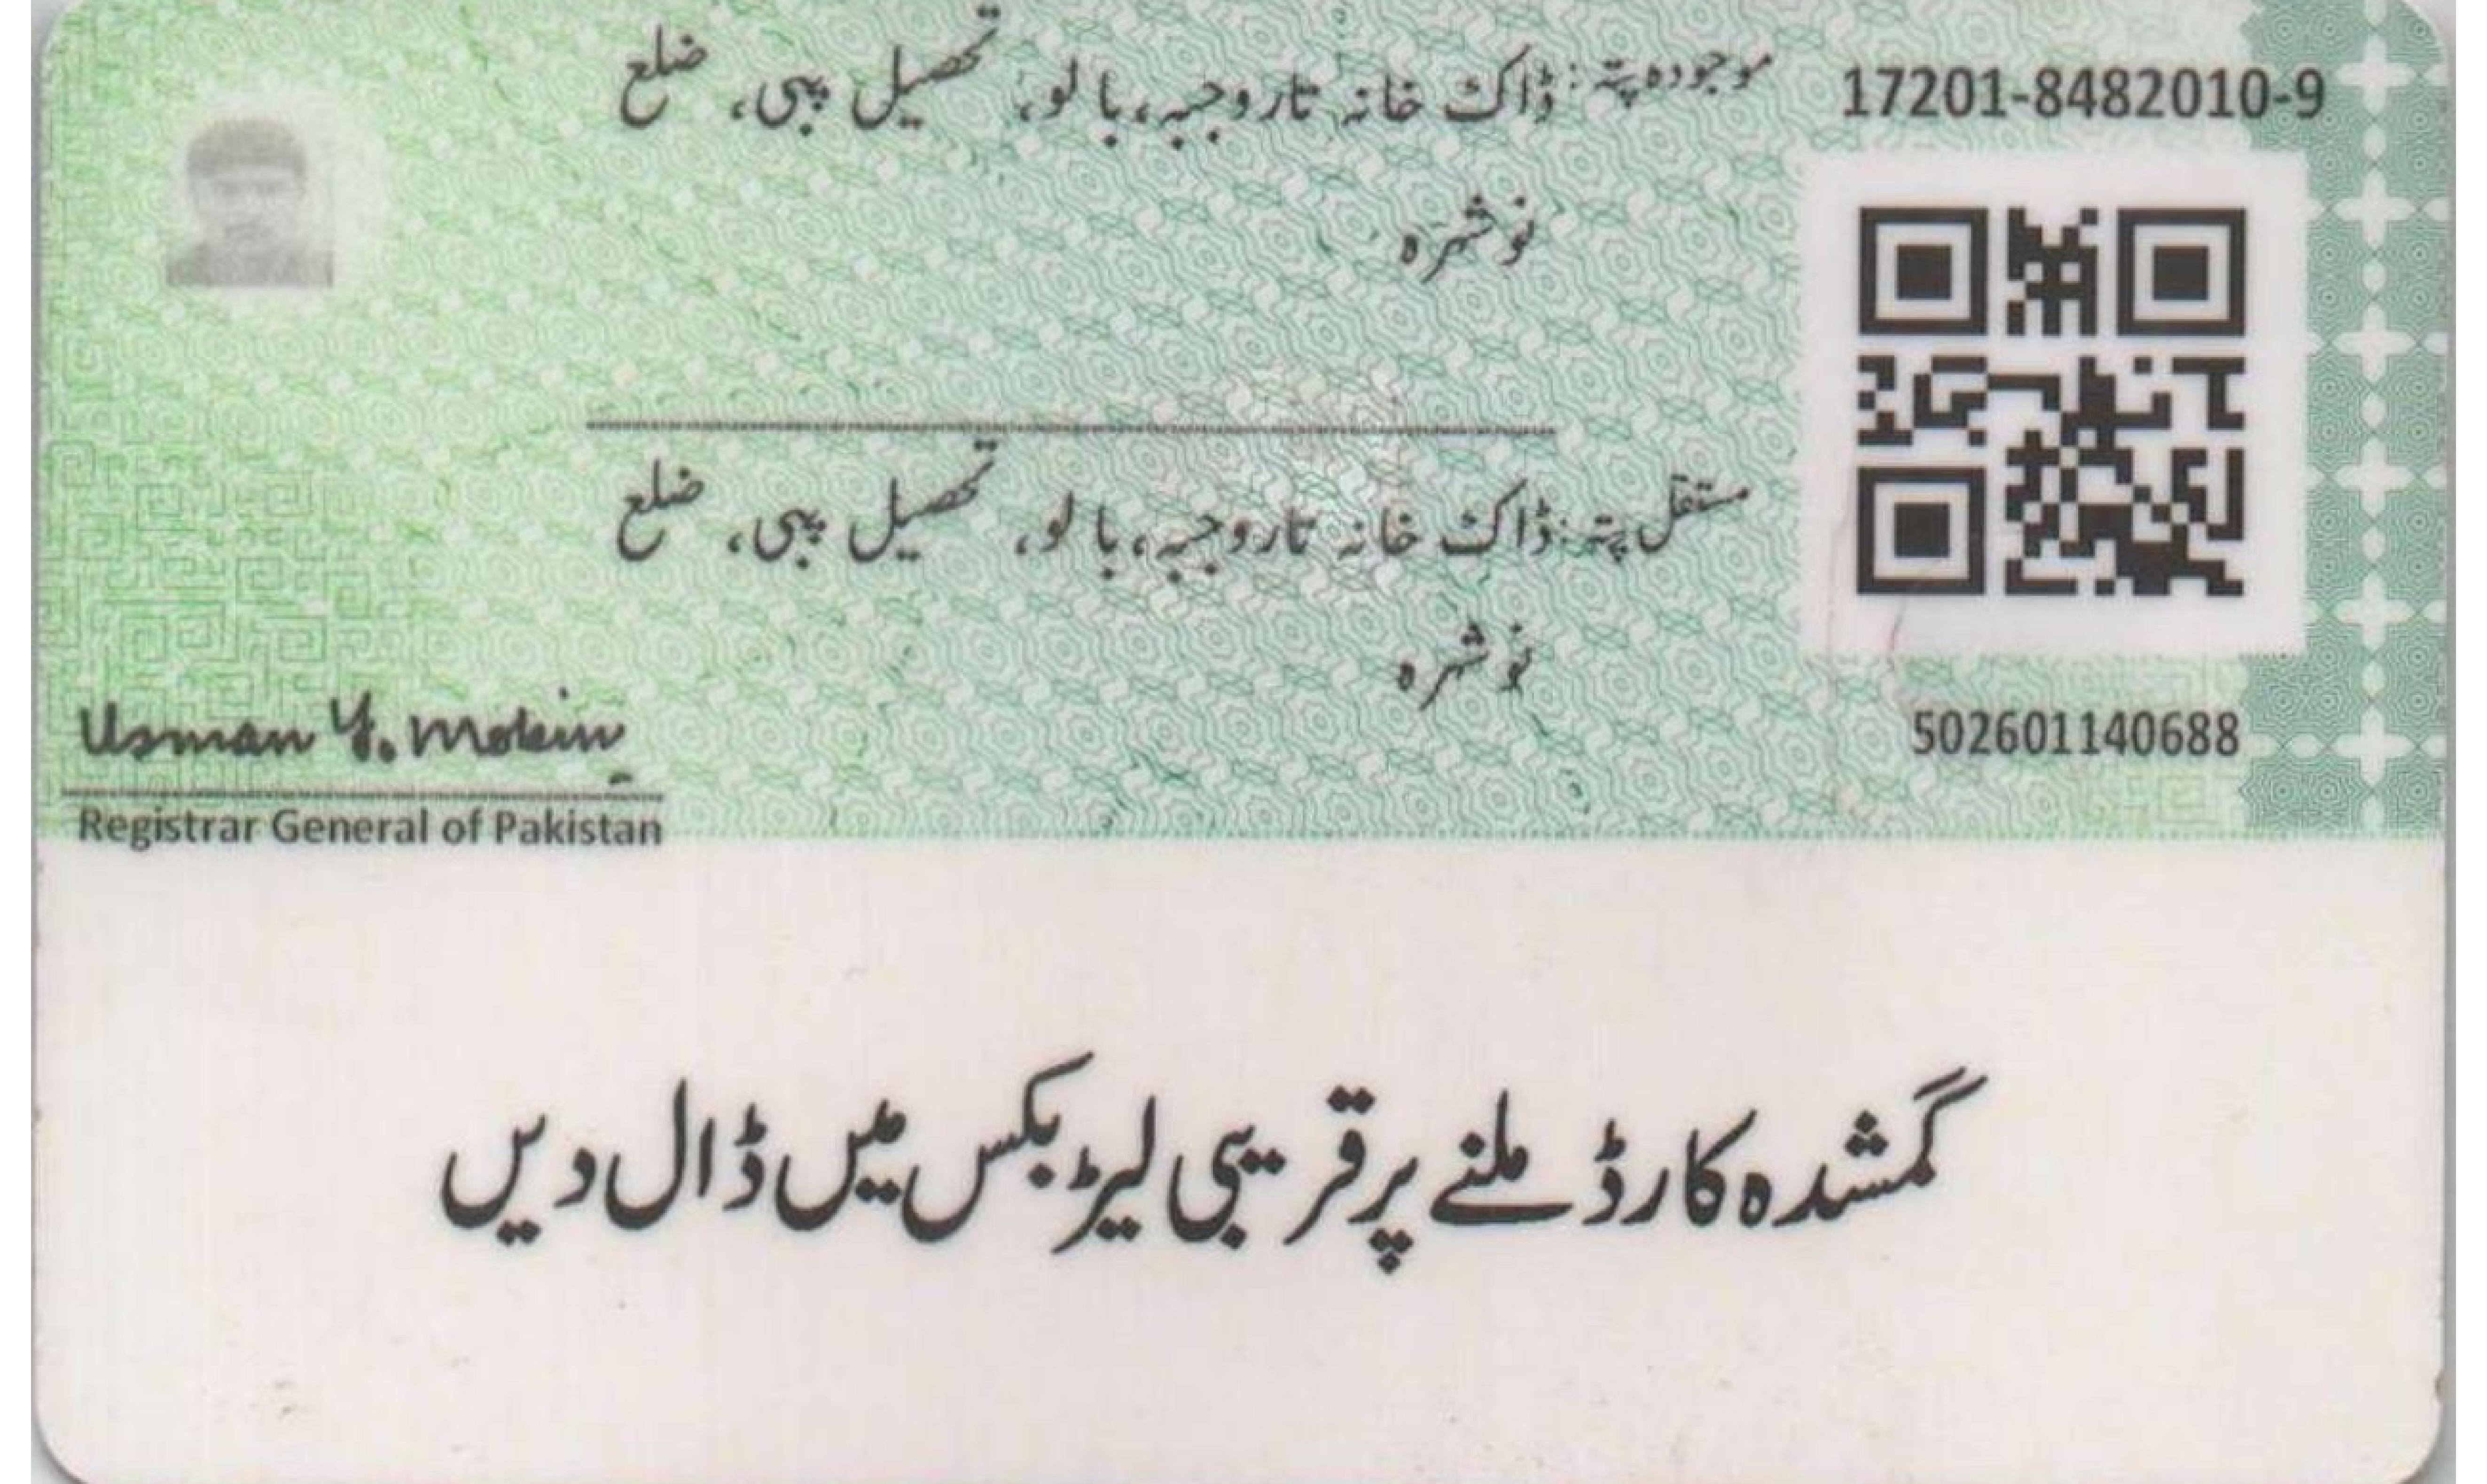 17201-8482010-9
موجودہ پتہ: ڈاک خانہ تاروجبہ، بالو، تحصیل پبی، ضلع
نوشہرہ
مستقل پتہ: ڈاک خانہ تاروجبہ، بالو، تحصیل پبی، ضلع
نوشہرہ
502601140688
Usman Y. Mobin
Registrar General of Pakistan
گمشدہ کارڈ ملنے پر قریبی لیٹر بکس میں ڈال دیں